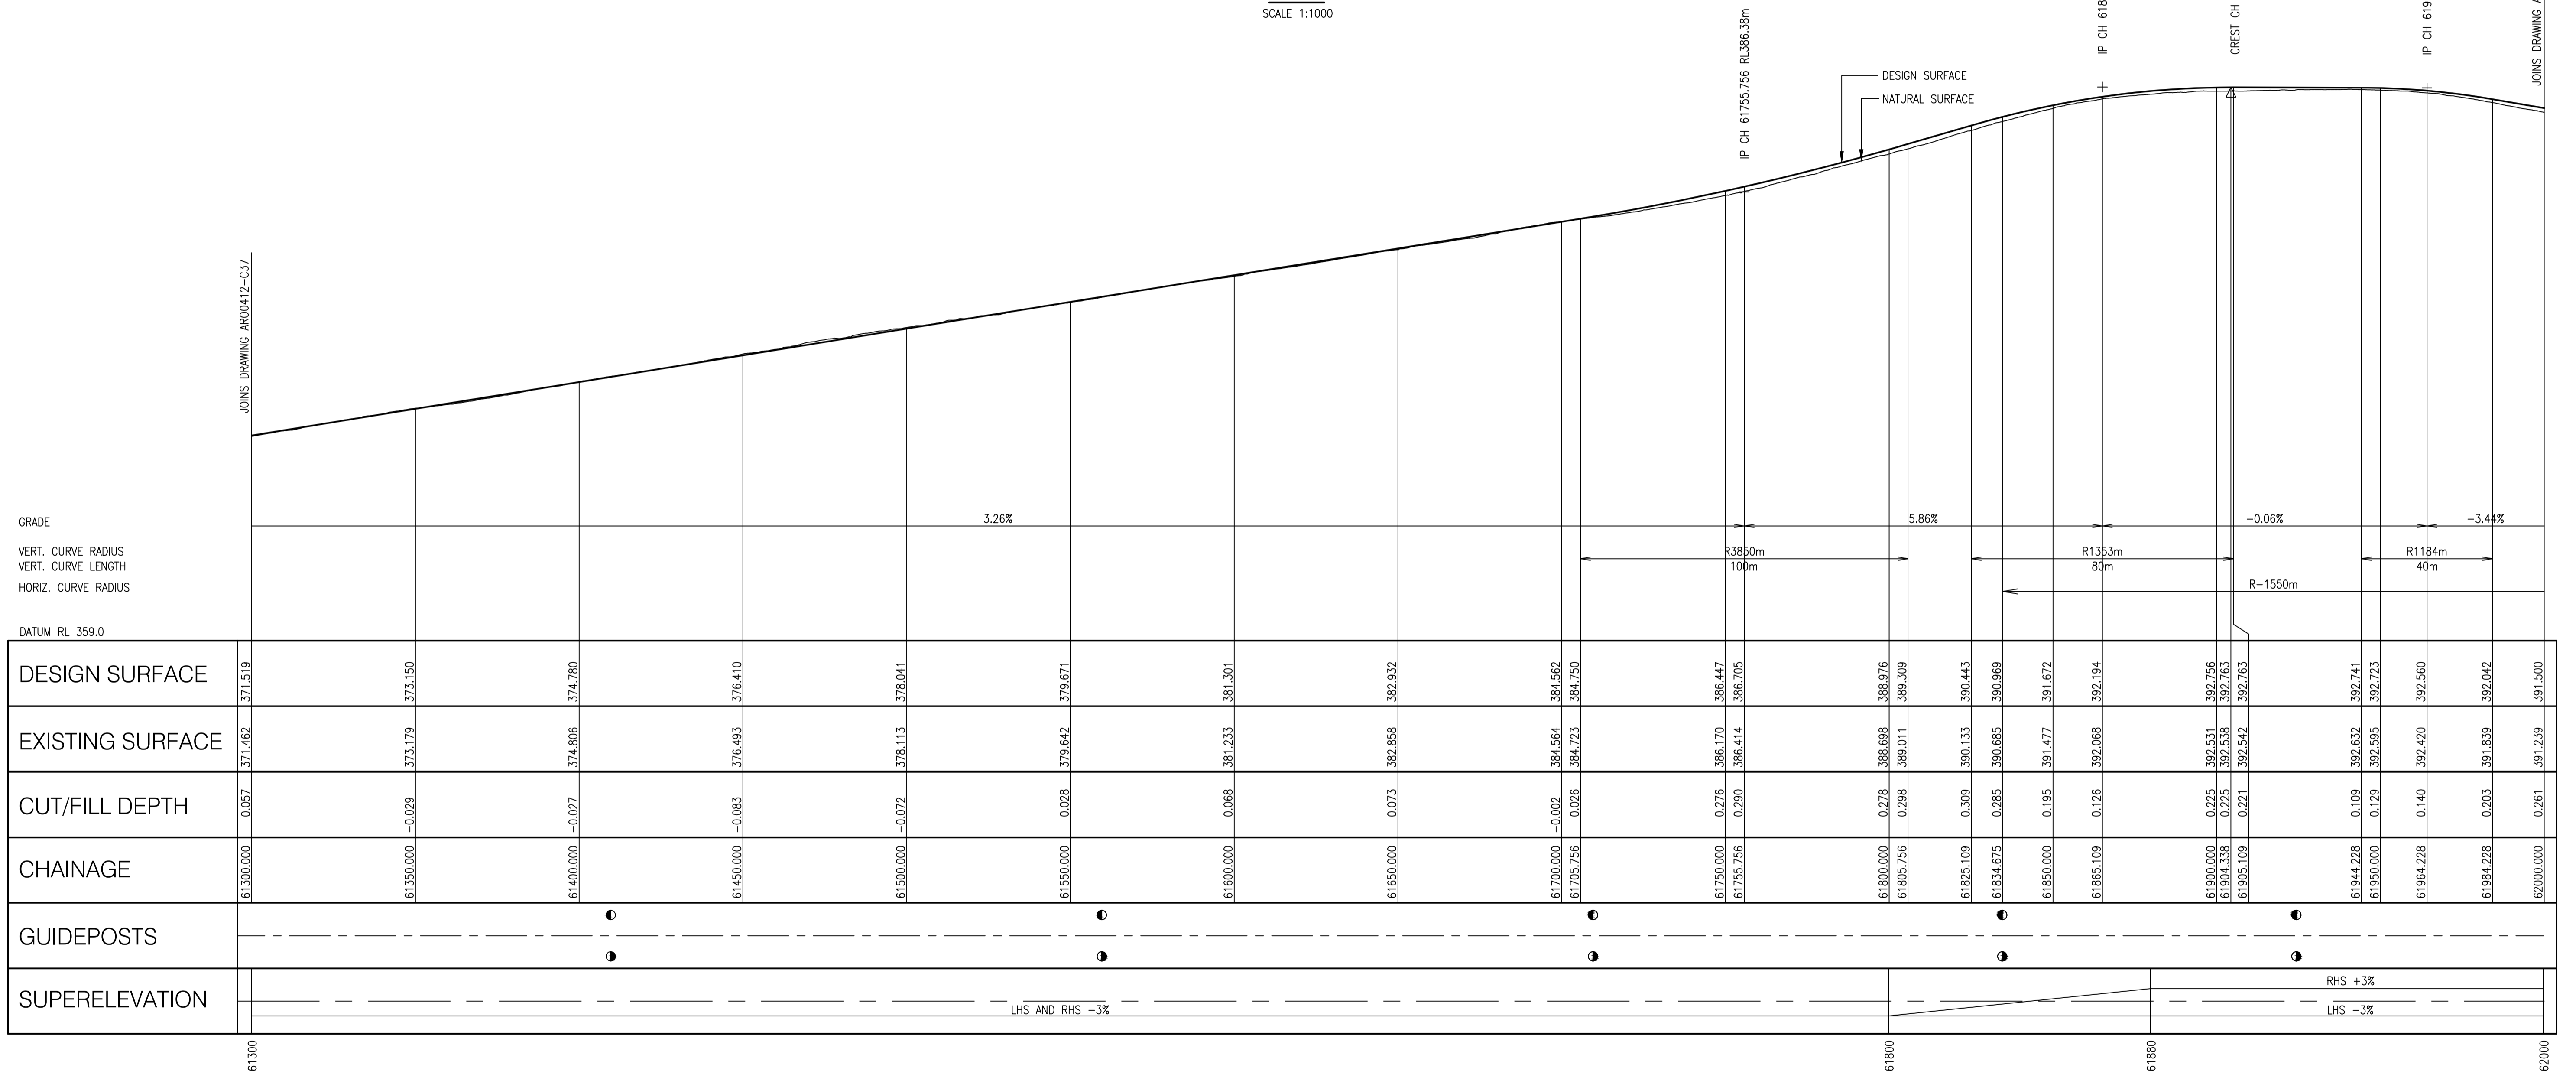 SCALE 1:1000
IP CH 61755.756 RL386.38m
IP CH 618
CREST CH
IP CH 619
JOINS DRAWING A
DESIGN SURFACE
NATURAL SURFACE
JOINS DRAWING AR00412-C37
GRADE 3.26% 5.86% -0.06% -3.44%
VERT. CURVE RADIUS R3850m R1353m R1184m
VERT. CURVE LENGTH 100m 80m 40m
HORIZ. CURVE RADIUS R-1550m
DATUM RL 359.0
DESIGN SURFACE 371.519 373.150 374.780 376.410 378.041 379.671 381.301 382.932 384.562 384.750 386.447 386.705 388.976 389.309 390.443 390.969 391.672 392.194 392.756 392.763 392.763 392.741 392.723 392.560 392.042 391.500
EXISTING SURFACE 371.462 373.179 374.806 376.493 378.113 379.642 381.233 382.858 384.564 384.723 386.170 386.414 388.698 389.011 390.133 390.685 391.477 392.068 392.531 392.538 392.542 392.632 392.595 392.420 391.839 391.239
CUT/FILL DEPTH 0.057 -0.029 -0.027 -0.083 -0.072 0.028 0.068 0.073 -0.002 0.026 0.276 0.290 0.278 0.298 0.309 0.285 0.195 0.126 0.225 0.225 0.221 0.109 0.129 0.140 0.203 0.261
CHAINAGE 61300.000 61350.000 61400.000 61450.000 61500.000 61550.000 61600.000 61650.000 61700.000 61705.756 61750.000 61755.756 61800.000 61805.756 61825.109 61834.675 61850.000 61865.109 61900.000 61904.338 61905.109 61944.228 61950.000 61964.228 61984.228 62000.000
GUIDEPOSTS
SUPERELEVATION LHS AND RHS -3% RHS +3%
LHS -3%
61300 61800 61880 62000